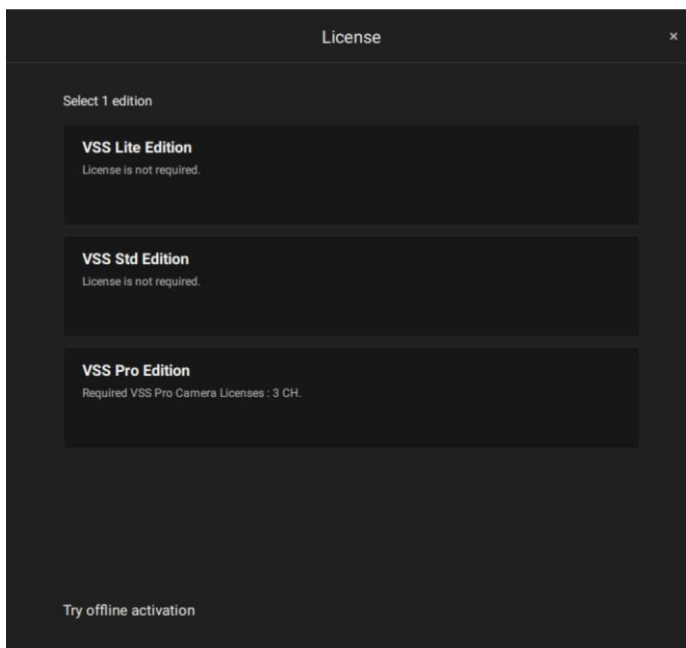 License
×
Select 1 edition
VSS Lite Edition
License is not required.
VSS Std Edition
License is not required.
VSS Pro Edition
Required VSS Pro Camera Licenses : 3 CH.
Try offline activation